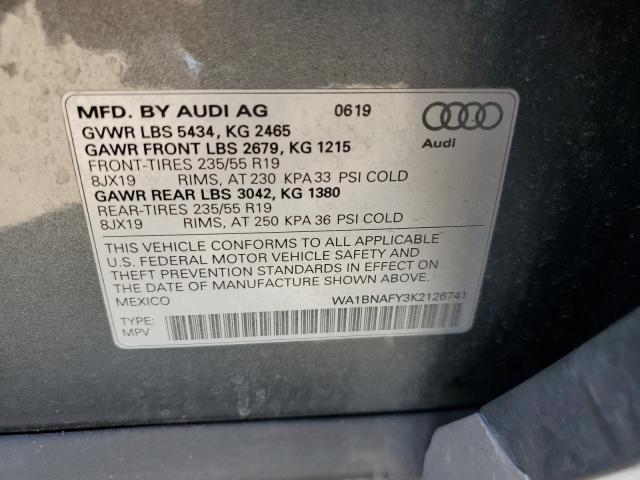 MFD. BY AUDI AG 0619
GVWR LBS 5434, KG 2465
GAWR FRONT LBS 2679, KG 1215
FRONT-TIRES 235/55 R19
8JX19 RIMS, AT 230 KPA 33 PSI COLD
GAWR REAR LBS 3042, KG 1380
REAR-TIRES 235/55 R19
8JX19 RIMS, AT 250 KPA 36 PSI COLD
Audi
THIS VEHICLE CONFORMS TO ALL APPLICABLE
U.S. FEDERAL MOTOR VEHICLE SAFETY AND
THEFT PREVENTION STANDARDS IN EFFECT
ON THE DATE OF MANUFACTURE SHOWN ABOVE.
MEXICO WA1BNAFY3K2126741
TYPE:
MPV